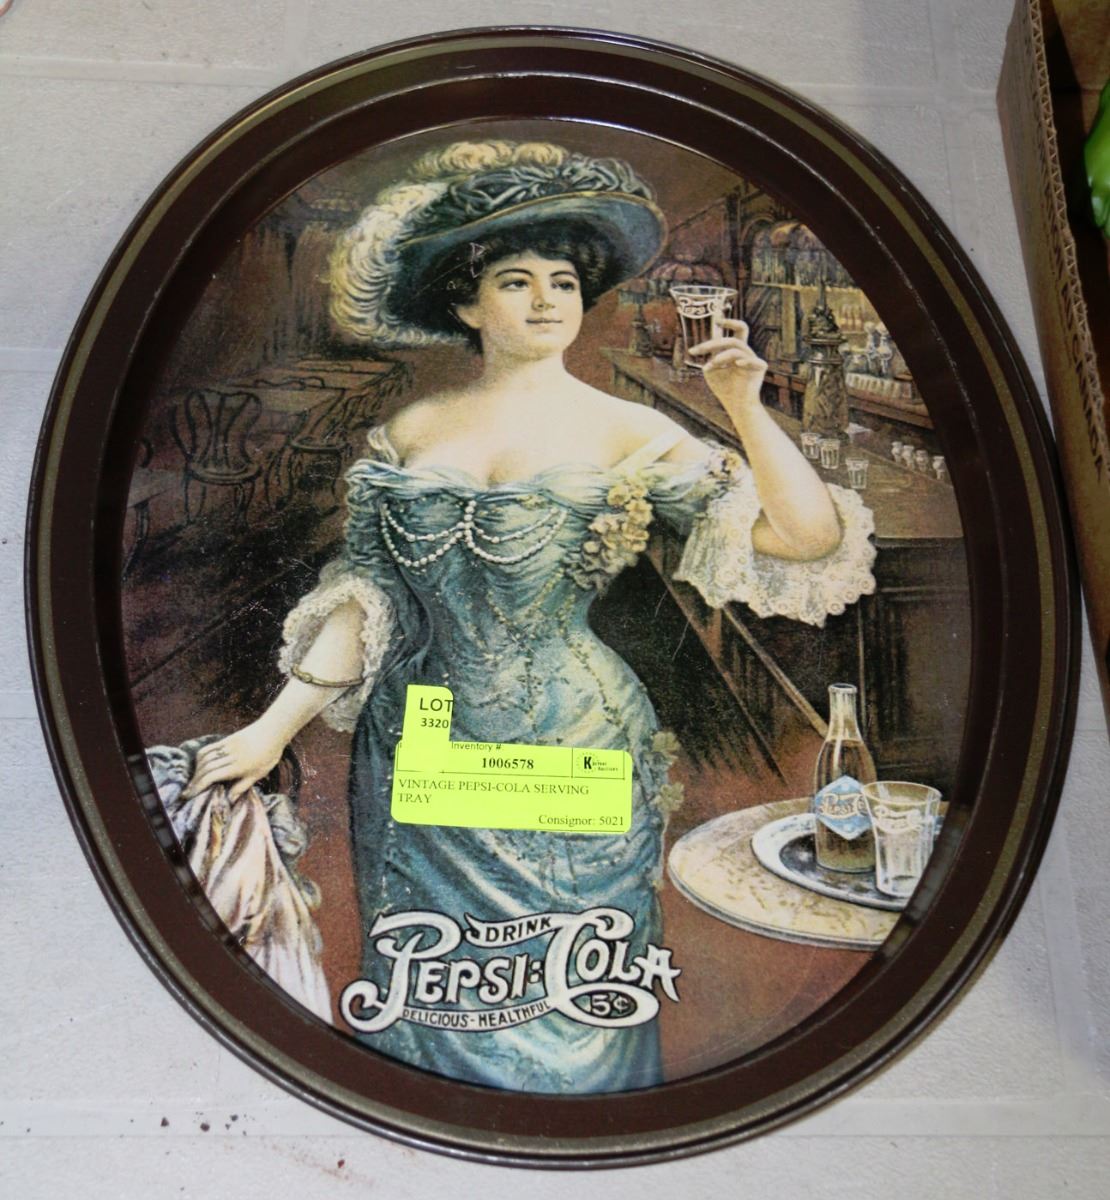 LOT
3320
Inventory #
1006578
K
VINTAGE PEPSI-COLA SERVING
TRAY
Consignor: 5021
DRINK
PEPSI:COLA
DELICIOUS-HEALTHFUL
5¢